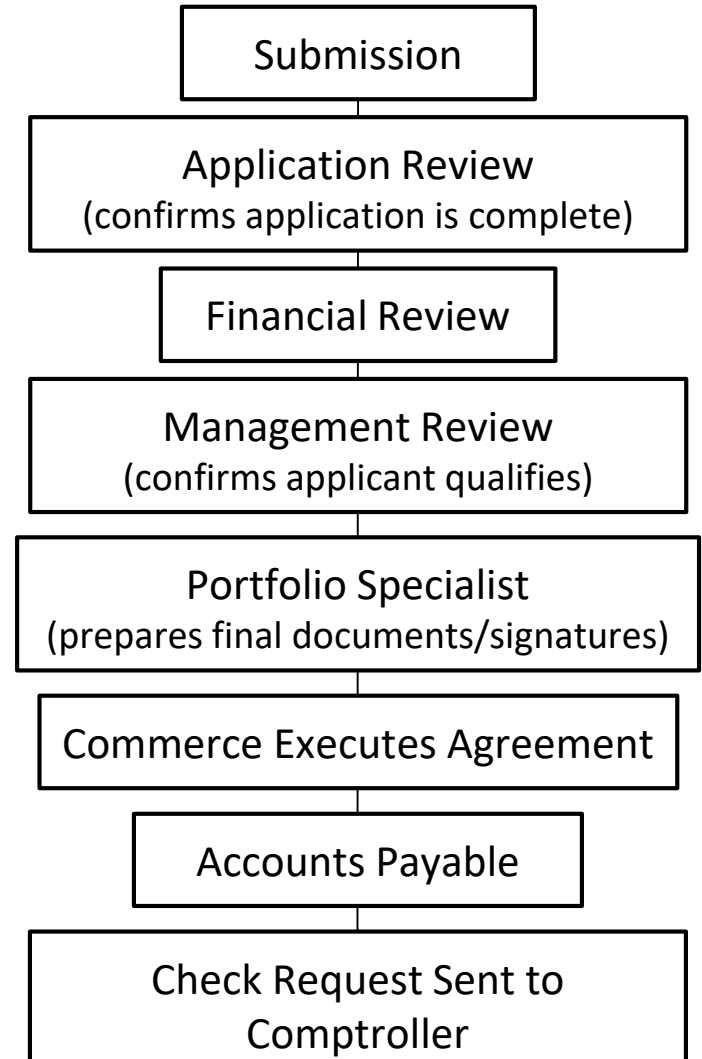 Submission
Application Review
(confirms application is complete)
Financial Review
Management Review
(confirms applicant qualifies)
Portfolio Specialist
(prepares final documents/signatures)
Commerce Executes Agreement
Accounts Payable
Check Request Sent to
Comptroller